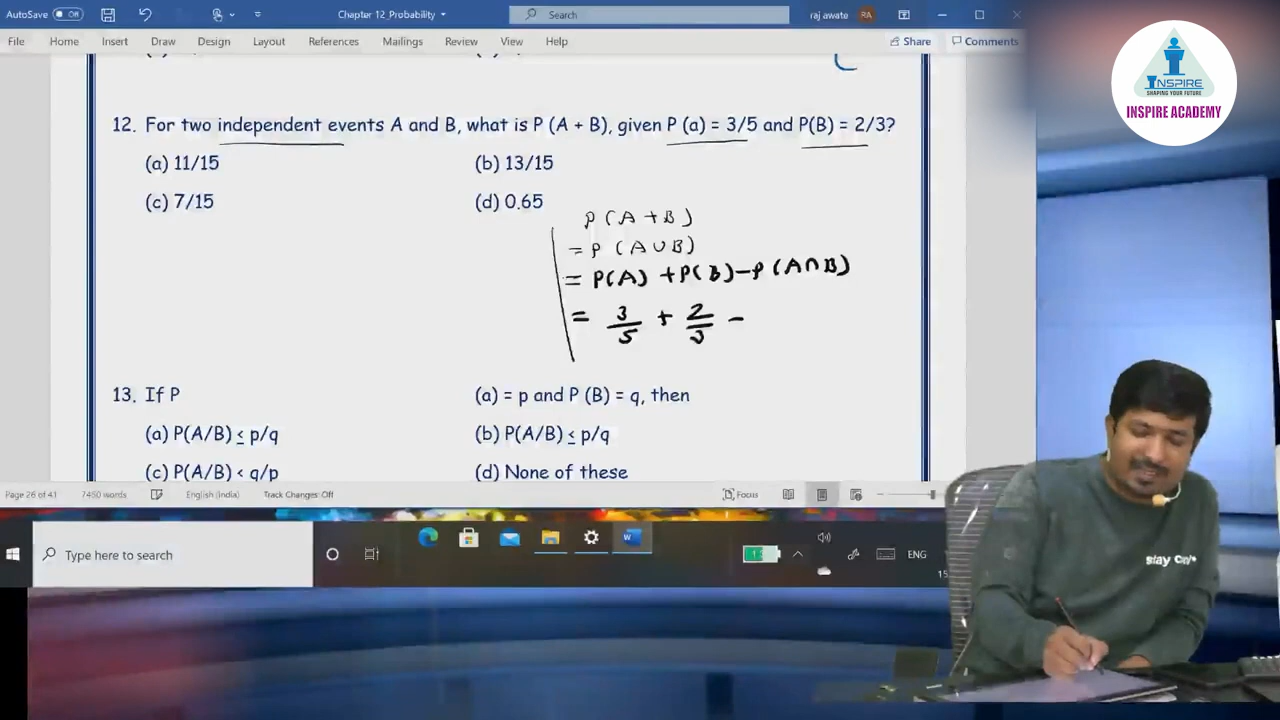 AutoSave Off
Chapter 12_Probability
Search
raj awate RA
File Home Insert Draw Design Layout References Mailings Review View Help
Share Comments
INSPIRE
SHAPING YOUR FUTURE
INSPIRE ACADEMY
12. For two independent events A and B, what is P (A + B), given P (a) = 3/5 and P(B) = 2/3?
(a) 11/15 (b) 13/15
(c) 7/15 (d) 0.65
P(A+B)
= P (A∪B)
= P(A) + P(B) - P(A∩B)
= 3/5 + 2/3 -
13. If P (a) = p and P (B) = q, then
(a) P(A/B) ≤ p/q (b) P(A/B) ≤ p/q
(c) P(A/B) < q/p (d) None of these
Page 26 of 41 7450 words English (India) Track Changes: Off Focus
Type here to search
ENG
stay